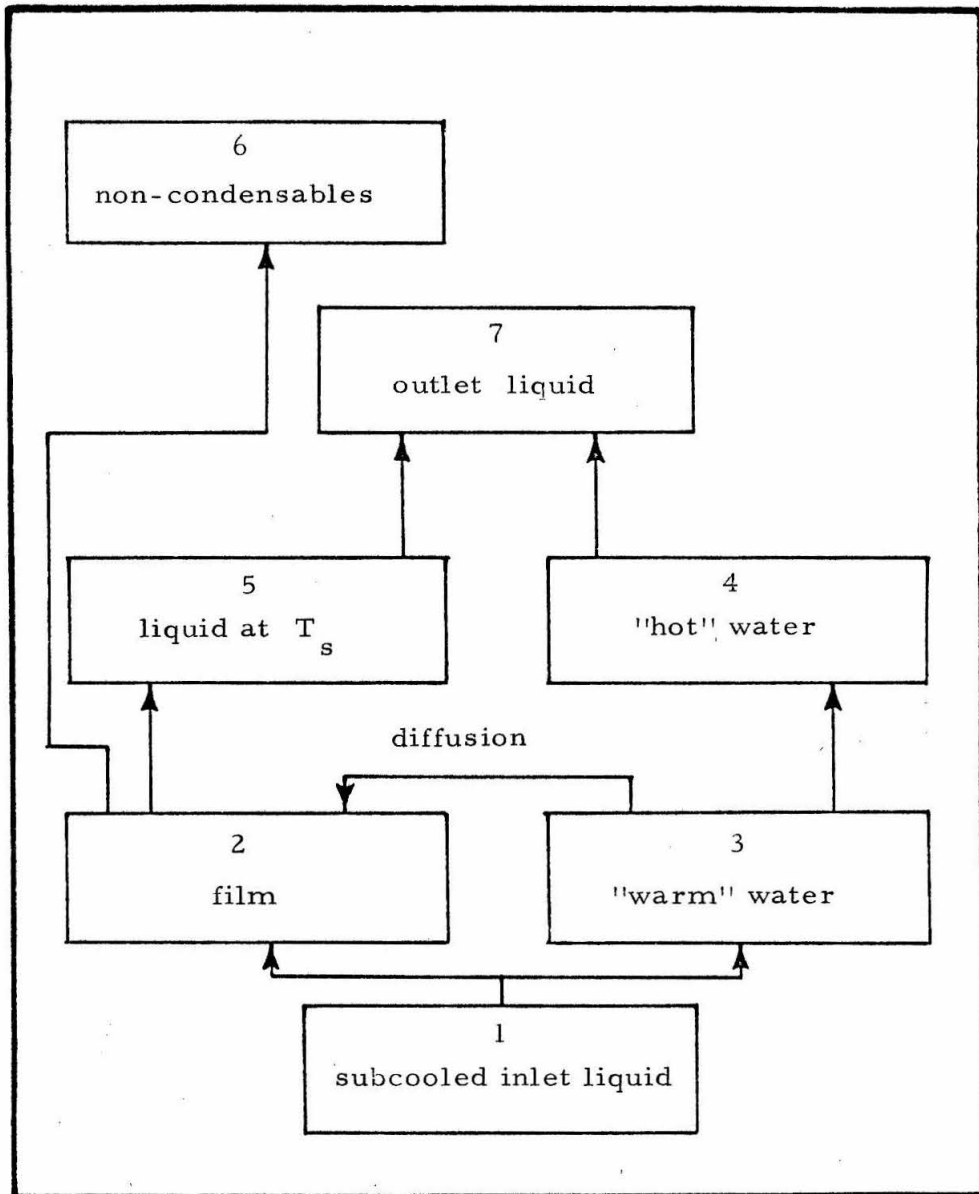 6
non-condensables
7
outlet liquid
5
liquid at Ts
4
"hot" water
diffusion
2
film
3
"warm" water
1
subcooled inlet liquid